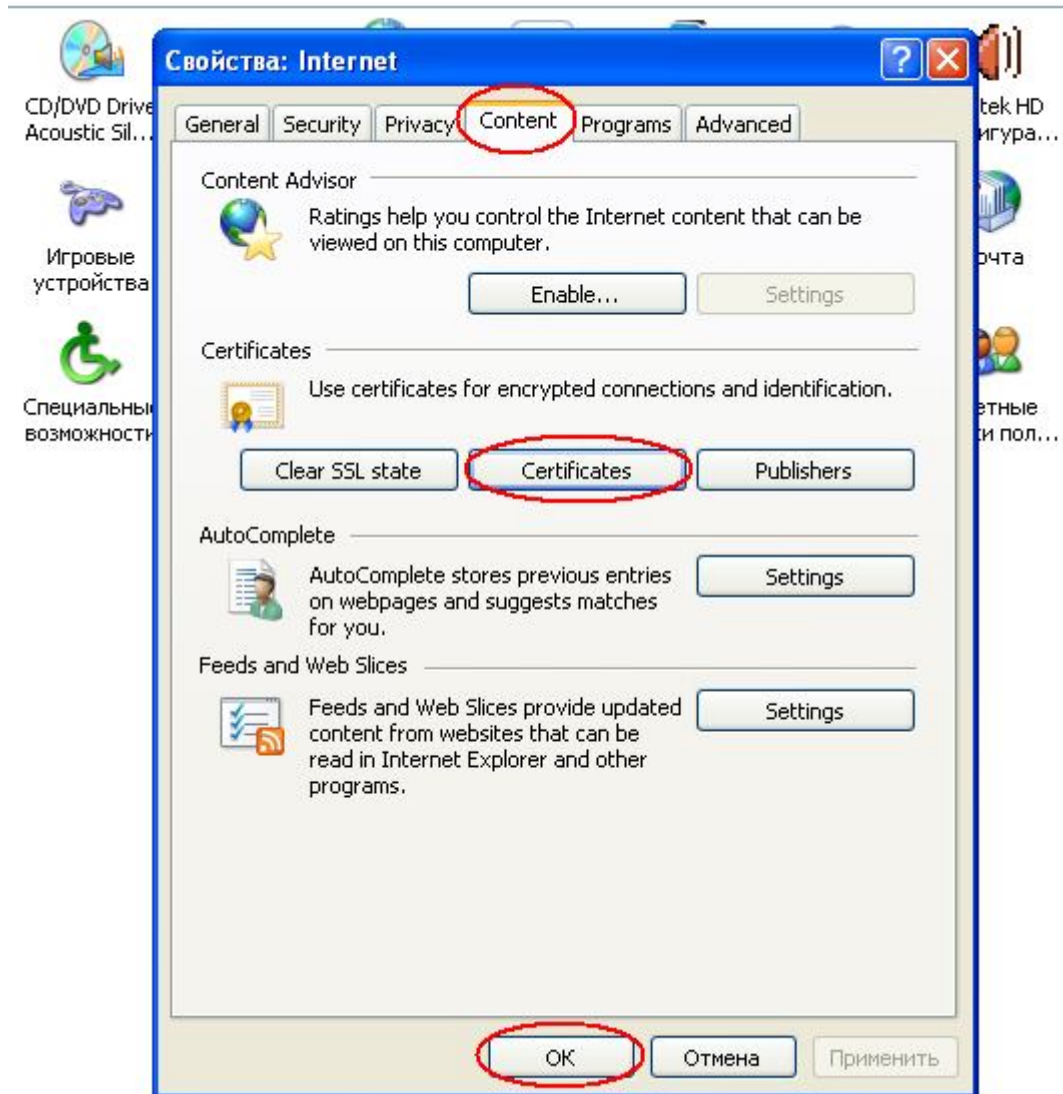 Свойства: Internet
CD/DVD Drive
Acoustic Sil...
tek HD
игура...
General Security Privacy Content Programs Advanced
Content Advisor
Ratings help you control the Internet content that can be
viewed on this computer.
Игровые
устройства
очта
Enable... Settings
Certificates
Use certificates for encrypted connections and identification.
Специальны
возможности
етные
си пол...
Clear SSL state Certificates Publishers
AutoComplete
AutoComplete stores previous entries
on webpages and suggests matches
for you.
Settings
Feeds and Web Slices
Feeds and Web Slices provide updated
content from websites that can be
read in Internet Explorer and other
programs.
Settings
ОК Отмена Применить